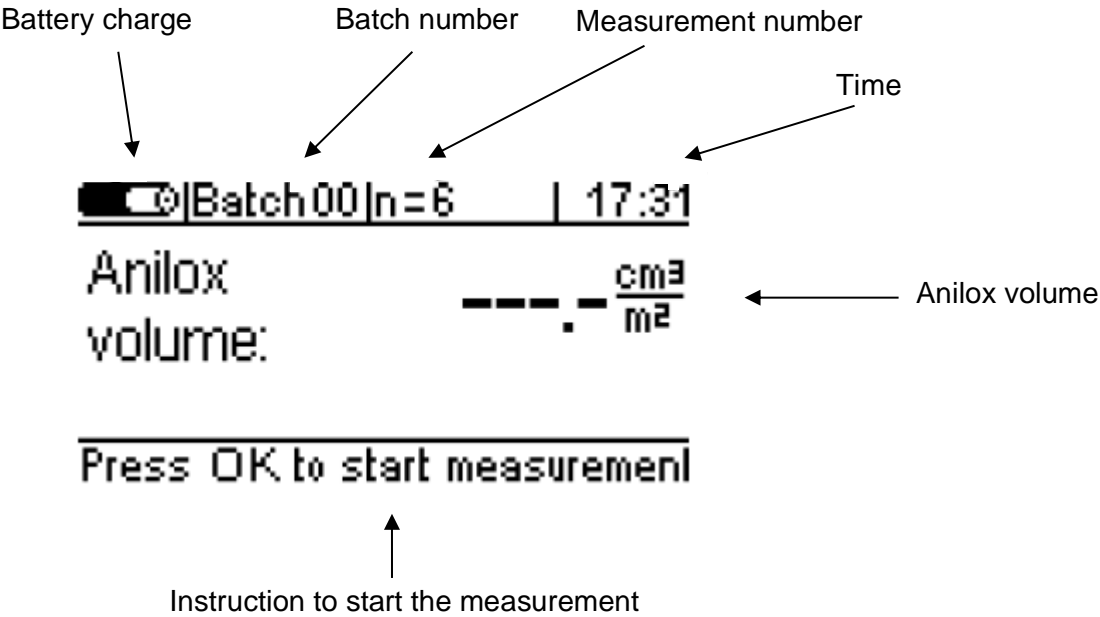 Battery charge Batch number Measurement number
Time
Batch 00 n=6 17:31
Anilox
volume:
---.- cm³/m²
Anilox volume
Press OK to start measurement
Instruction to start the measurement